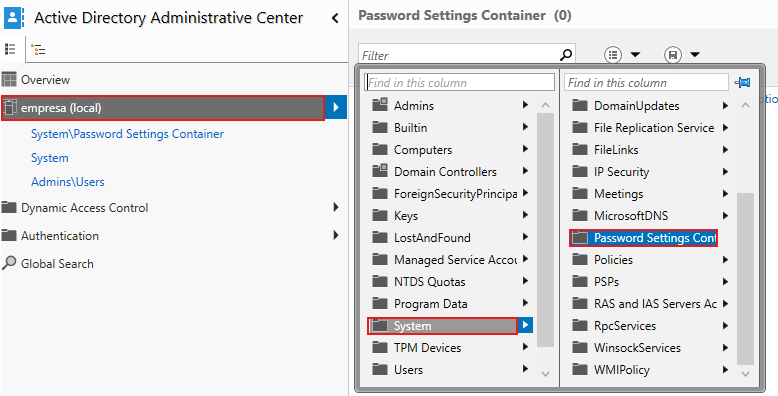 Active Directory Administrative Center
Overview
empresa (local)
System\Password Settings Container
System
Admins\Users
Dynamic Access Control
Authentication
Global Search
Password Settings Container (0)
Filter
Find in this column
Admins
Builtin
Computers
Domain Controllers
ForeignSecurityPrincipa
Keys
LostAndFound
Managed Service Accou
NTDS Quotas
Program Data
System
TPM Devices
Users
Find in this column
DomainUpdates
File Replication Service
FileLinks
IP Security
Meetings
MicrosoftDNS
Password Settings Cont
Policies
PSPs
RAS and IAS Servers Ac
RpcServices
WinsockServices
WMIPolicy